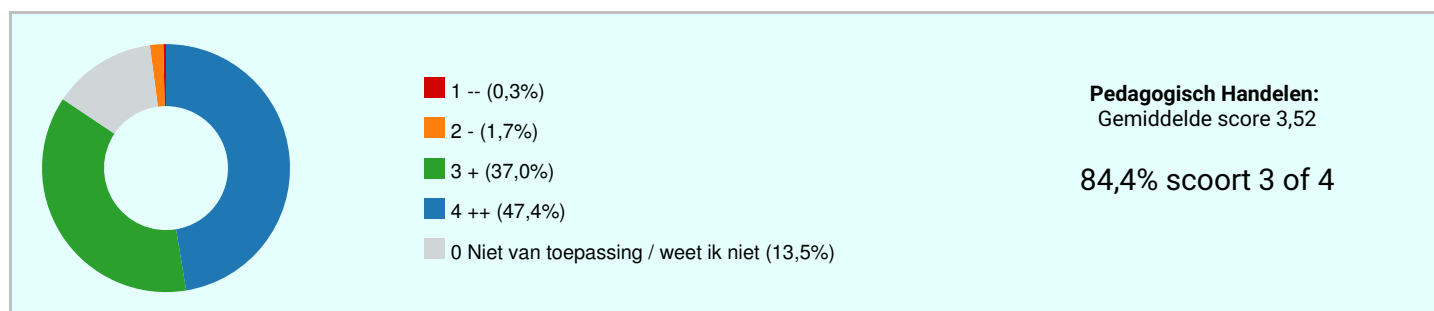 1 -- (0,3%)
2 - (1,7%)
3 + (37,0%)
4 ++ (47,4%)
0 Niet van toepassing / weet ik niet (13,5%)
Pedagogisch Handelen:
Gemiddelde score 3,52
84,4% scoort 3 of 4